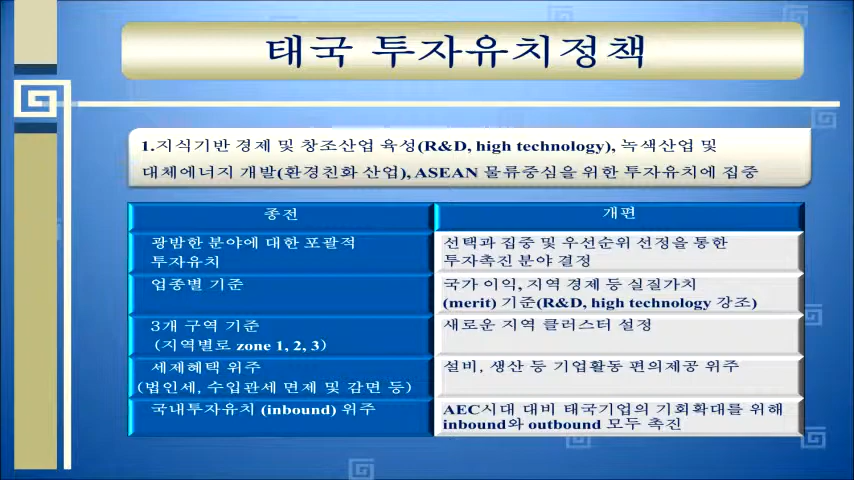 태국 투자유치정책
1.지식기반 경제 및 창조산업 육성(R&D, high technology), 녹색산업 및
대체에너지 개발(환경친화 산업), ASEAN 물류중심을 위한 투자유치에 집중
종전
개편
광범한 분야에 대한 포괄적
투자유치
선택과 집중 및 우선순위 선정을 통한
투자촉진 분야 결정
업종별 기준
국가 이익, 지역 경제 등 실질가치
(merit) 기준(R&D, high technology 강조)
3개 구역 기준
(지역별로 zone 1, 2, 3)
새로운 지역 클러스터 설정
세제혜택 위주
(법인세, 수입관세 면제 및 감면 등)
설비, 생산 등 기업활동 편의제공 위주
국내투자유치 (inbound) 위주
AEC시대 대비 태국기업의 기회확대를 위해
inbound와 outbound 모두 촉진